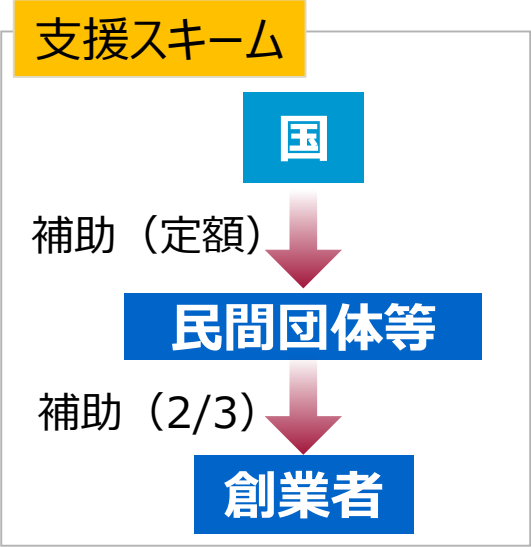 支援スキーム
国
補助（定額）
民間団体等
補助（2/3）
創業者